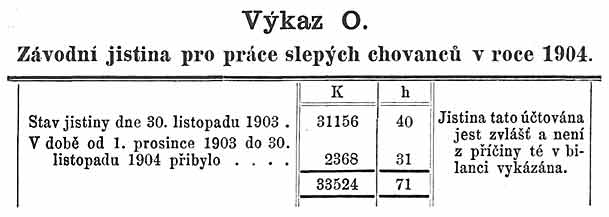 Výkaz O.
Závodní jistina pro práce slepých chovanců v roce 1904.
K h
Stav jistiny dne 30. listopadu 1903 . 31156 40
V době od 1. prosince 1903 do 30.
listopadu 1904 přibylo . . . . 2368 31
33524 71
Jistina tato účtována
jest zvlášť a není
z příčiny té v bi-
lanci vykázána.